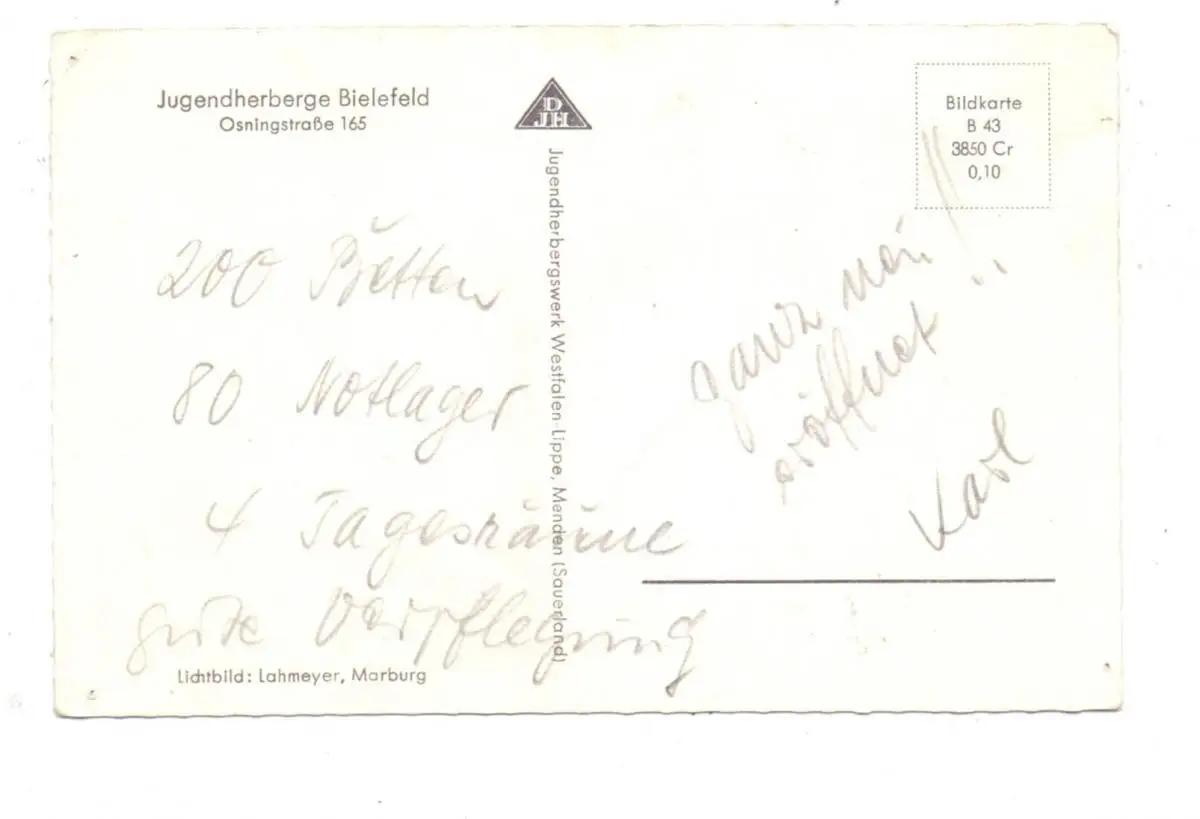 Jugendherberge Bielefeld
Osningstraße 165
200 Betten
80 Notlager
4 Tagesräume
gute Verpflegung
Lichtbild: Lahmeyer, Marburg
DJH
Jugendherbergswerk Westfalen-Lippe, Menden (Sauerland)
Bildkarte
B 43
3850 Cr
0,10
ganz neu
eröffnet !!
Karl